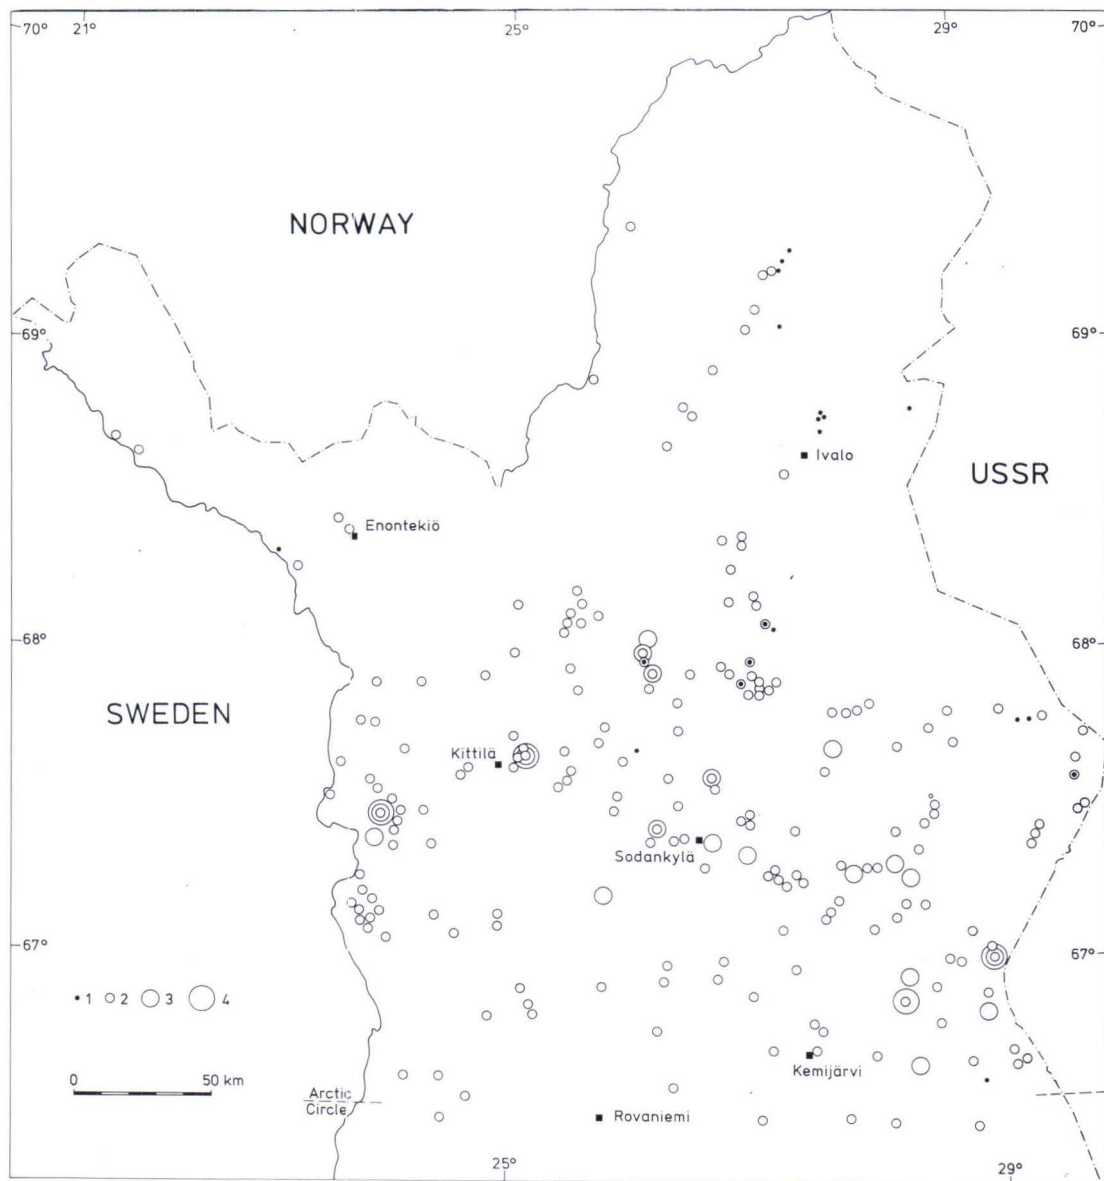 70° 21° 25° 29° 70°
NORWAY
69° 69°
Ivalo
USSR
Enontekiö
68° 68°
SWEDEN
Kittilä
Sodankylä
67° 67°
1 2 3 4
0 50 km
Kemijärvi
Arctic
Circle
Rovaniemi
25° 29°